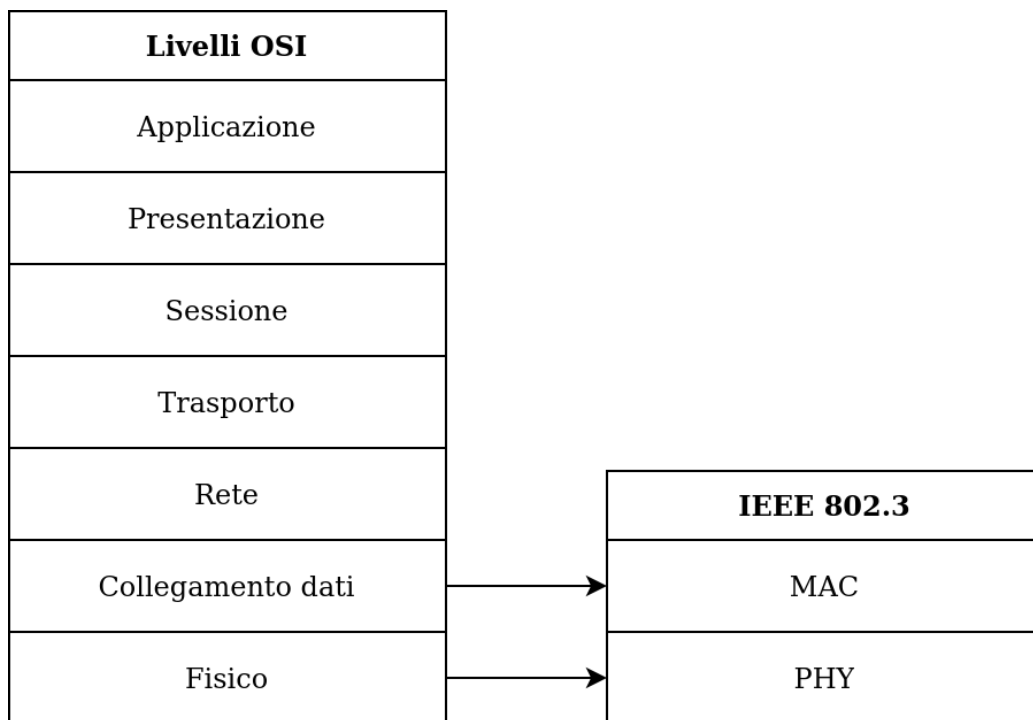 Livelli OSI
Applicazione
Presentazione
Sessione
Trasporto
Rete
Collegamento dati
Fisico
IEEE 802.3
MAC
PHY